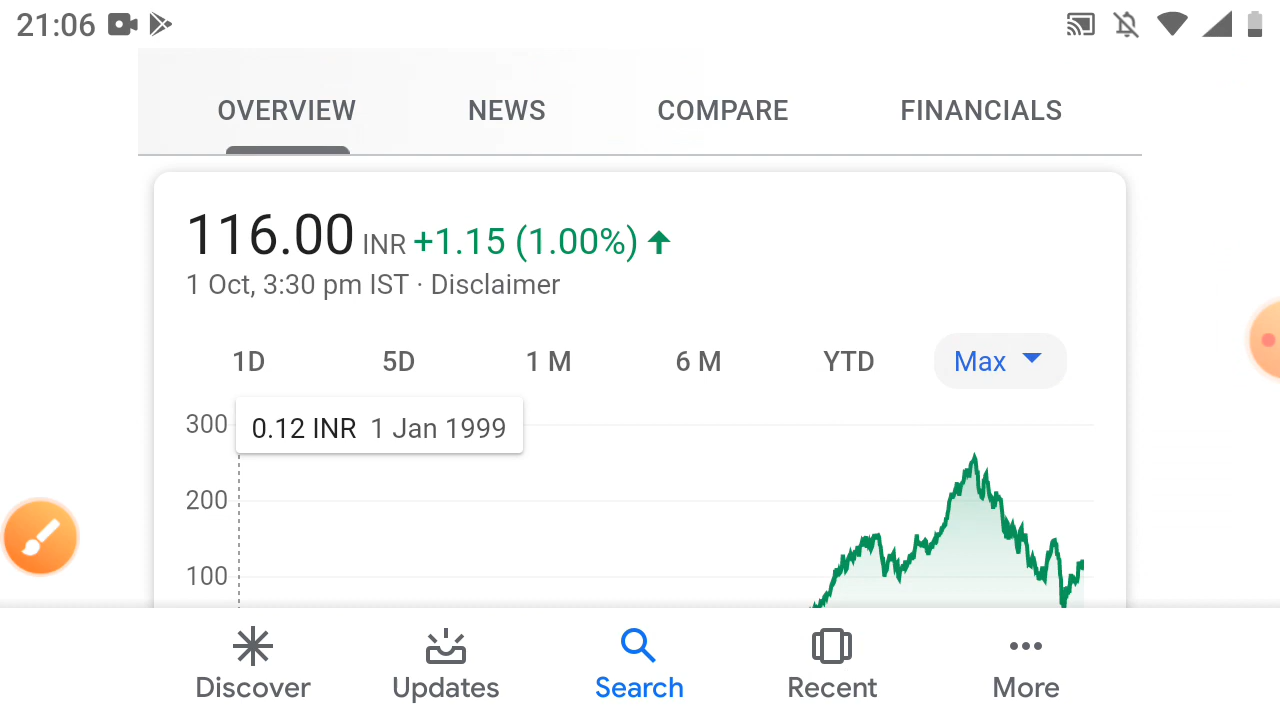 21:06
OVERVIEW NEWS COMPARE FINANCIALS
116.00 INR +1.15 (1.00%)
1 Oct, 3:30 pm IST · Disclaimer
1D 5D 1 M 6 M YTD Max
300
0.12 INR 1 Jan 1999
200
100
Discover Updates Search Recent More